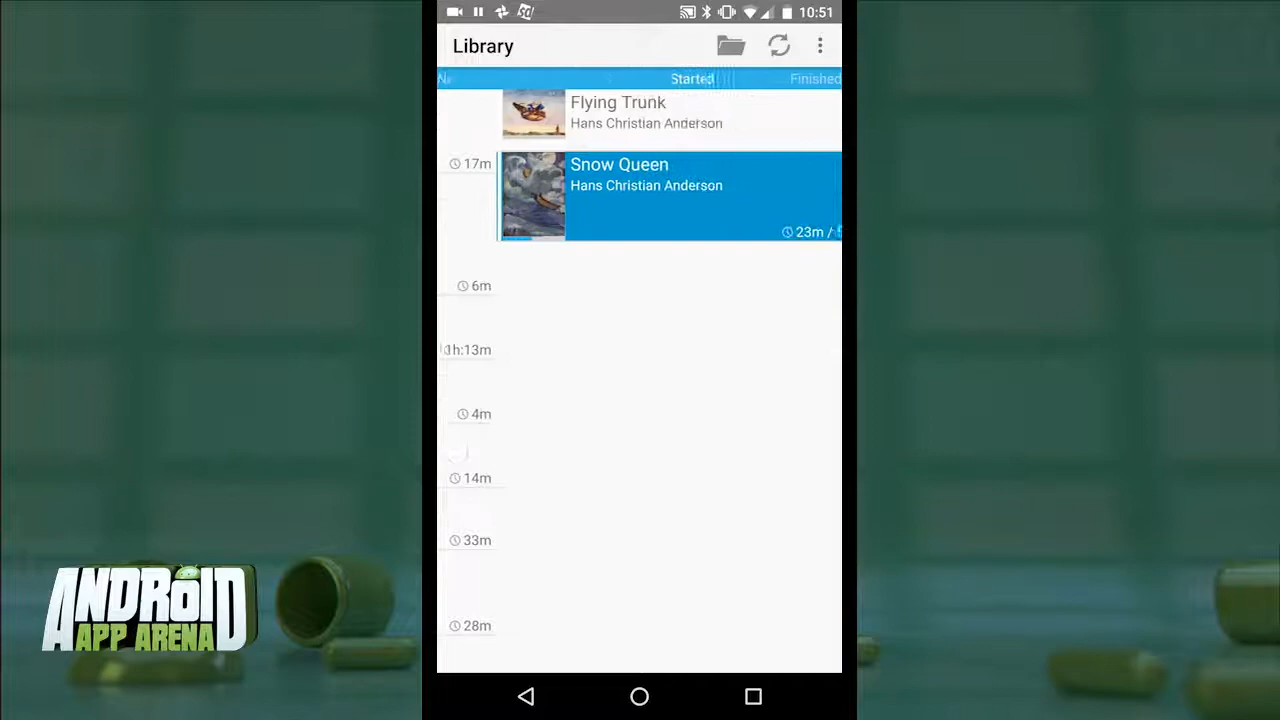 10:51
Library
Started
Finished
Flying Trunk
Hans Christian Anderson
17m
Snow Queen
Hans Christian Anderson
23m /
6m
1h:13m
4m
14m
33m
28m
ANDROID
APP ARENA